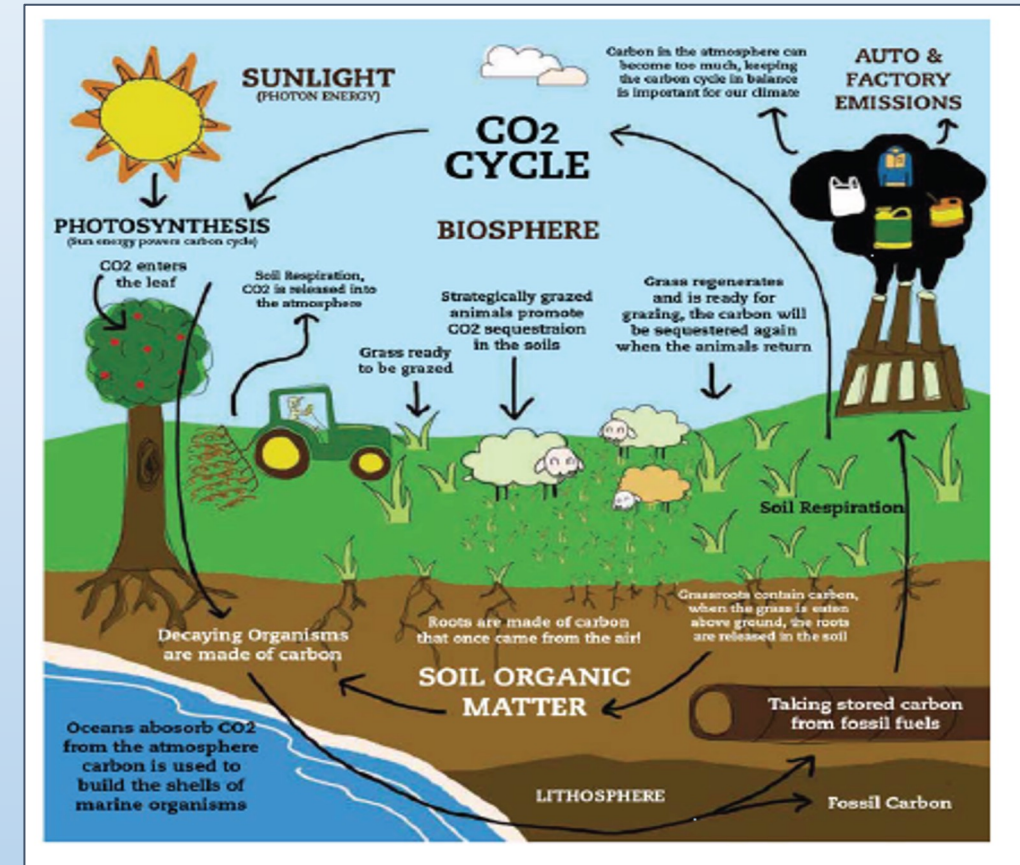 SUNLIGHT
(PHOTON ENERGY)
Carbon in the atmosphere can
become too much, keeping
the carbon cycle in balance
is important for our climate
AUTO &
FACTORY
EMISSIONS
CO2
CYCLE
PHOTOSYNTHESIS
(Sun energy powers carbon cycle)
BIOSPHERE
CO2 enters
the leaf
Soil Respiration,
CO2 is released into
the atmosphere
Grass ready
to be grazed
Strategically grazed
animals promote
CO2 sequestraion
in the soils
Grass regenerates
and is ready for
grazing, the carbon will
be sequestered again
when the animals return
Soil Respiration
Decaying Organisms
are made of carbon
Roots are made of carbon
that once came from the air!
Grassroots contain carbon,
when the grass is eaten
above ground, the roots
are released in the soil
SOIL ORGANIC
MATTER
Taking stored carbon
from fossil fuels
Oceans abosorb CO2
from the atmosphere
carbon is used to
build the shells of
marine organisms
LITHOSPHERE
Fossil Carbon